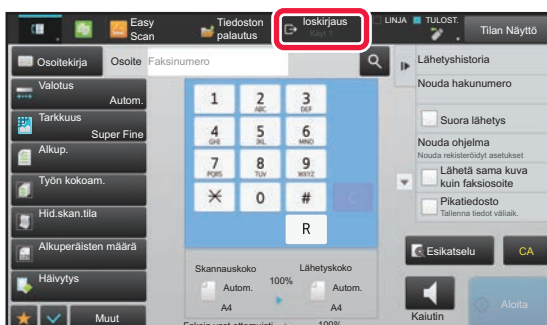 Easy
Scan
Tiedoston
palautus
loskirjaus
Käyt 1
LINJA
TULOST.
Tilan Näyttö
Osoitekirja
Osoite
Faksinumero
Valotus
Autom.
Tarkkuus
Super Fine
Alkup.
Työn kokoam.
Hid.skan.tila
Alkuperäisten määrä
Häivytys
Muut
1
2
ABC
3
DEF
4
GHI
5
JKL
6
MNO
7
PQRS
8
TUV
9
WXYZ
0
#
C
R
Skannauskoko
Lähetyskoko
Autom.
100%
Autom.
A4
A4
100%
Lähetyshistoria
Nouda hakunumero
Suora lähetys
Nouda ohjelma
Nouda rekisteröidyt asetukset
Lähetä sama kuva
kuin faksiosoite
Pikatiedosto
Tallenna tiedot väliaik.
Esikatselu
CA
Kaiutin
Aloita